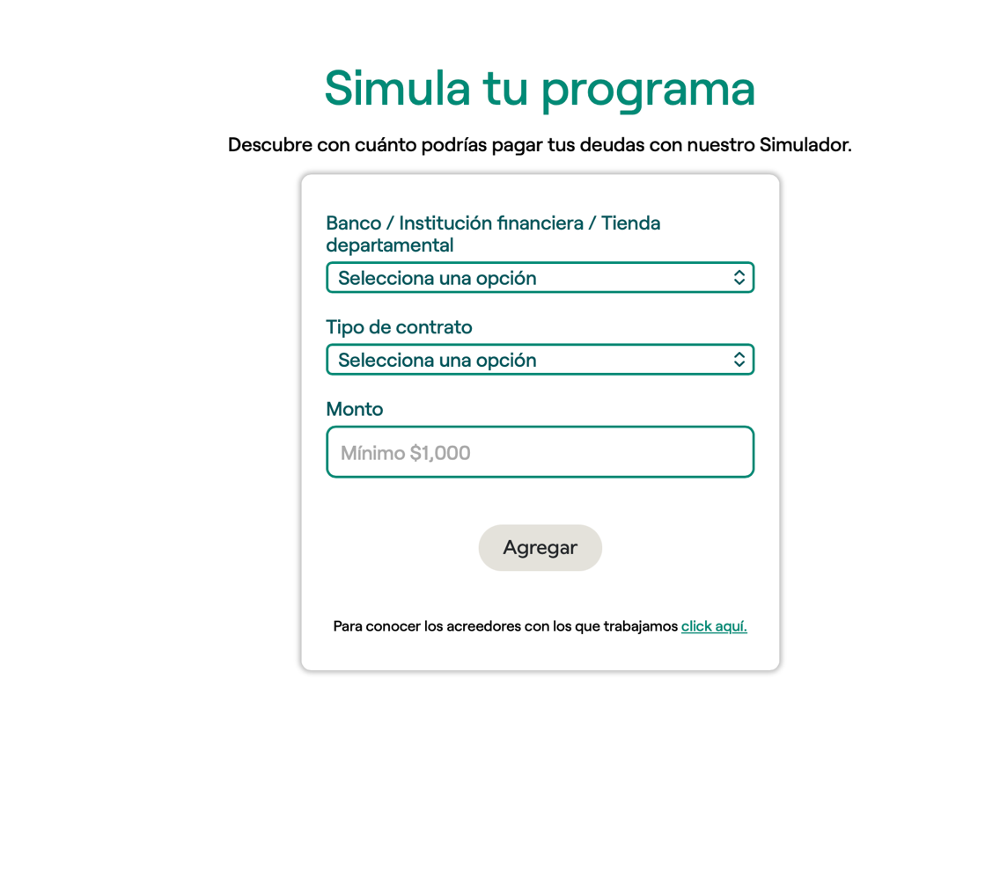 Simula tu programa
Descubre con cuánto podrías pagar tus deudas con nuestro Simulador.
Banco / Institución financiera / Tienda
departamental
Selecciona una opción
Tipo de contrato
Selecciona una opción
Monto
Mínimo $1,000
Agregar
Para conocer los acreedores con los que trabajamos click aquí.